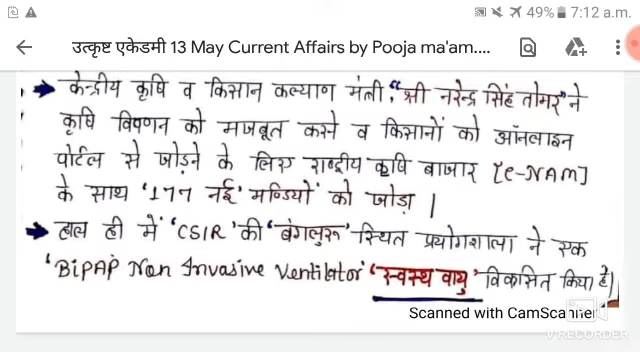 49% 7:12 a.m.
उत्कृष्ट एकेडमी 13 May Current Affairs by Pooja ma'am....
केन्द्रीय कृषि व किसान कल्याण मंत्री, "श्री नरेन्द्र सिंह तोमर" ने
कृषि विपणन को मजबूत करने व किसानों को ऑनलाइन
पोर्टल से जोड़ने के लिए राष्ट्रीय कृषि बाजार [e-NAM]
के साथ '177 नई' मण्डियों को जोड़ा |
हाल ही में 'CSIR' की 'बंगलुरू' स्थित प्रयोगशाला ने एक
'BiPAP Non Invasive Ventilator' 'स्वस्थ वायु' विकसित किया है|
Scanned with CamScanner
V RECORDER